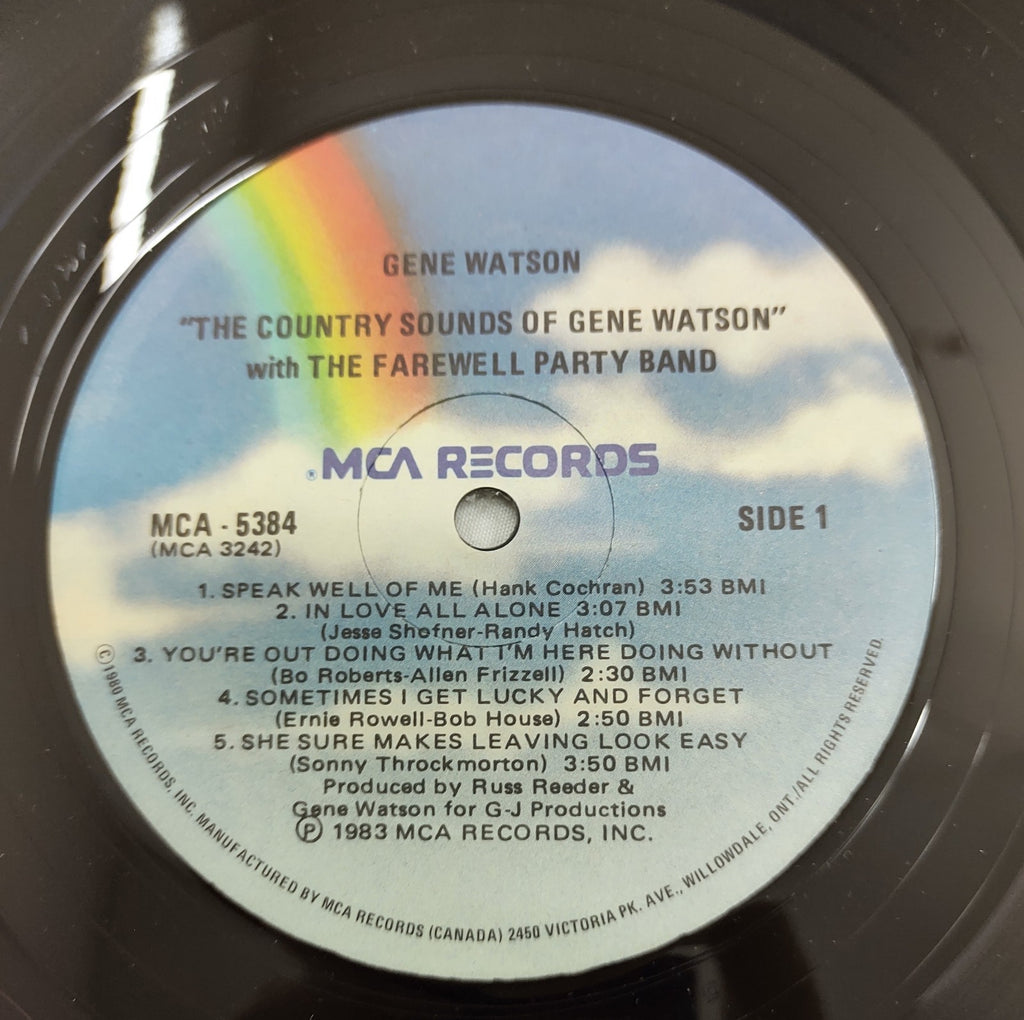 GENE WATSON
"THE COUNTRY SOUNDS OF GENE WATSON"
with THE FAREWELL PARTY BAND
®MCA RECORDS
MCA - 5384
(MCA 3242)
SIDE 1
1. SPEAK WELL OF ME (Hank Cochran) 3:53 BMI
2. IN LOVE ALL ALONE 3:07 BMI
(Jesse Shofner-Randy Hatch)
3. YOU'RE OUT DOING WHAT I'M HERE DOING WITHOUT
(Bo Roberts-Allen Frizzell) 2:30 BMI
4. SOMETIMES I GET LUCKY AND FORGET
(Ernie Rowell-Bob House) 2:50 BMI
5. SHE SURE MAKES LEAVING LOOK EASY
(Sonny Throckmorton) 3:50 BMI
Produced by Russ Reeder &
Gene Watson for G-J Productions
Ⓟ 1983 MCA RECORDS, INC.
© 1980 MCA RECORDS, INC. MANUFACTURED BY MCA RECORDS (CANADA) 2450 VICTORIA PK. AVE., WILLOWDALE, ONT./ALL RIGHTS RESERVED.